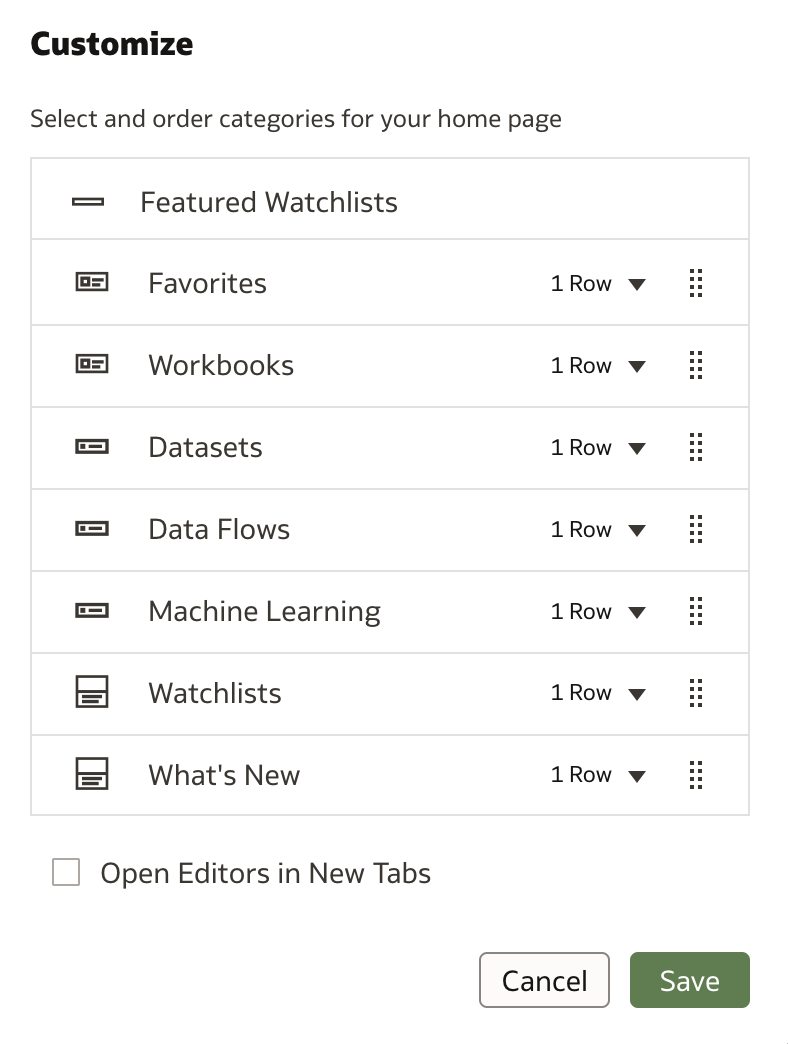 Customize
Select and order categories for your home page
Featured Watchlists
Favorites 1 Row
Workbooks 1 Row
Datasets 1 Row
Data Flows 1 Row
Machine Learning 1 Row
Watchlists 1 Row
What's New 1 Row
Open Editors in New Tabs
Cancel Save